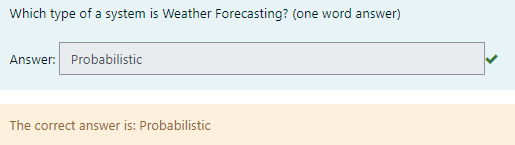 Which type of a system is Weather Forecasting? (one word answer)
Answer: Probabilistic
The correct answer is: Probabilistic